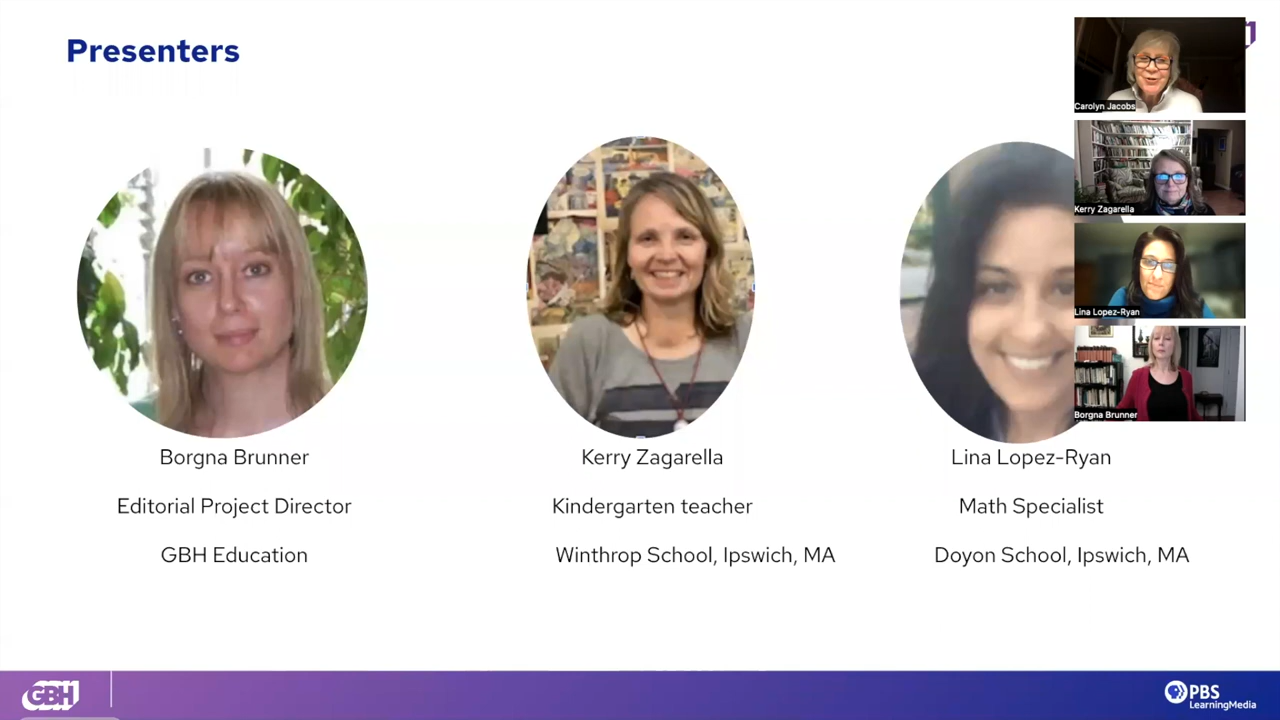 Presenters
Carolyn Jacobs
Kerry Zagarella
Lina Lopez-Ryan
Borgna Brunner
Borgna Brunner
Editorial Project Director
GBH Education
Kerry Zagarella
Kindergarten teacher
Winthrop School, Ipswich, MA
Lina Lopez-Ryan
Math Specialist
Doyon School, Ipswich, MA
GBH
PBS
LearningMedia